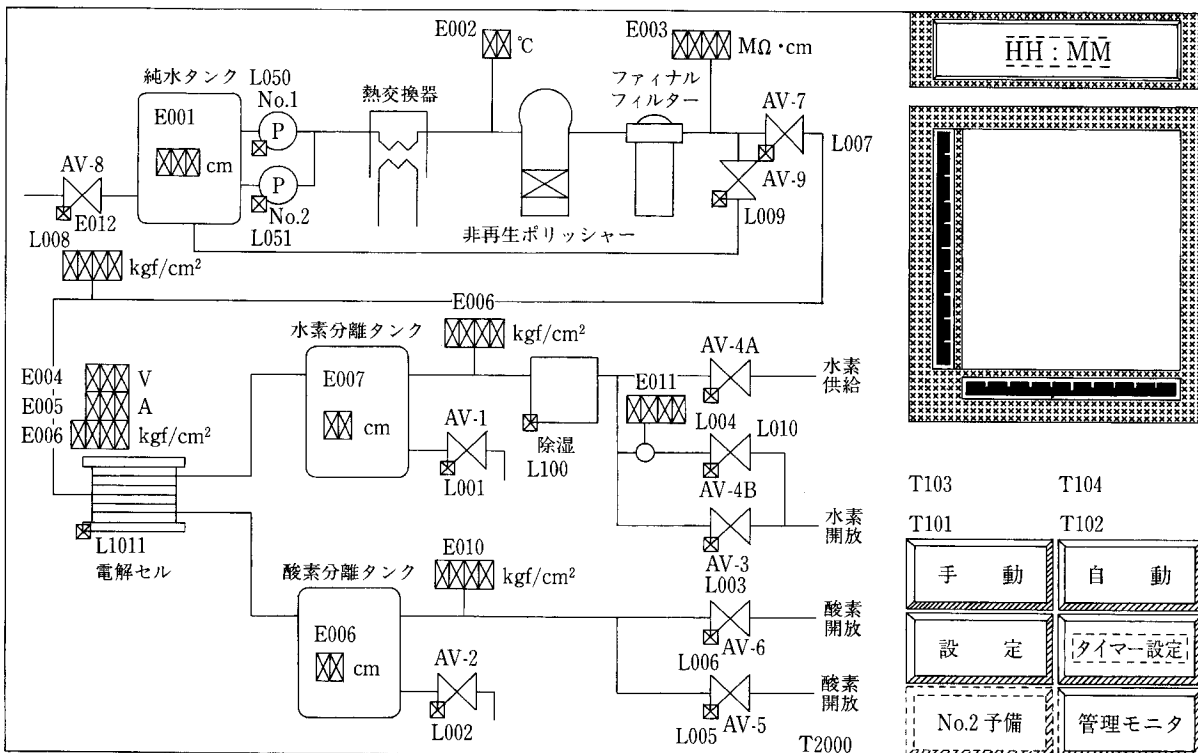 E002
℃
E003
MΩ・cm
HH:MM
純水タンク L050
No.1
熱交換器
ファィナル
フィルター
AV-7
E001
cm
P
L007
AV-8
P
AV-9
E012
No.2
L009
L008
L051
非再生ポリッシャー
kgf/cm²
E006
水素分離タンク
kgf/cm²
AV-4A
水素
供給
E004
V
E007
E011
E005
A
cm
AV-1
L004
L010
E006
kgf/cm²
除湿
L100
L001
AV-4B
T103
T104
水素
開放
T101
T102
L1011
E010
AV-3
電解セル
酸素分離タンク
kgf/cm²
L003
手動
自動
E006
酸素
開放
cm
AV-2
L006
AV-6
設定
タイマー設定
酸素
開放
L002
L005
AV-5
No.2予備
管理モニタ
T2000